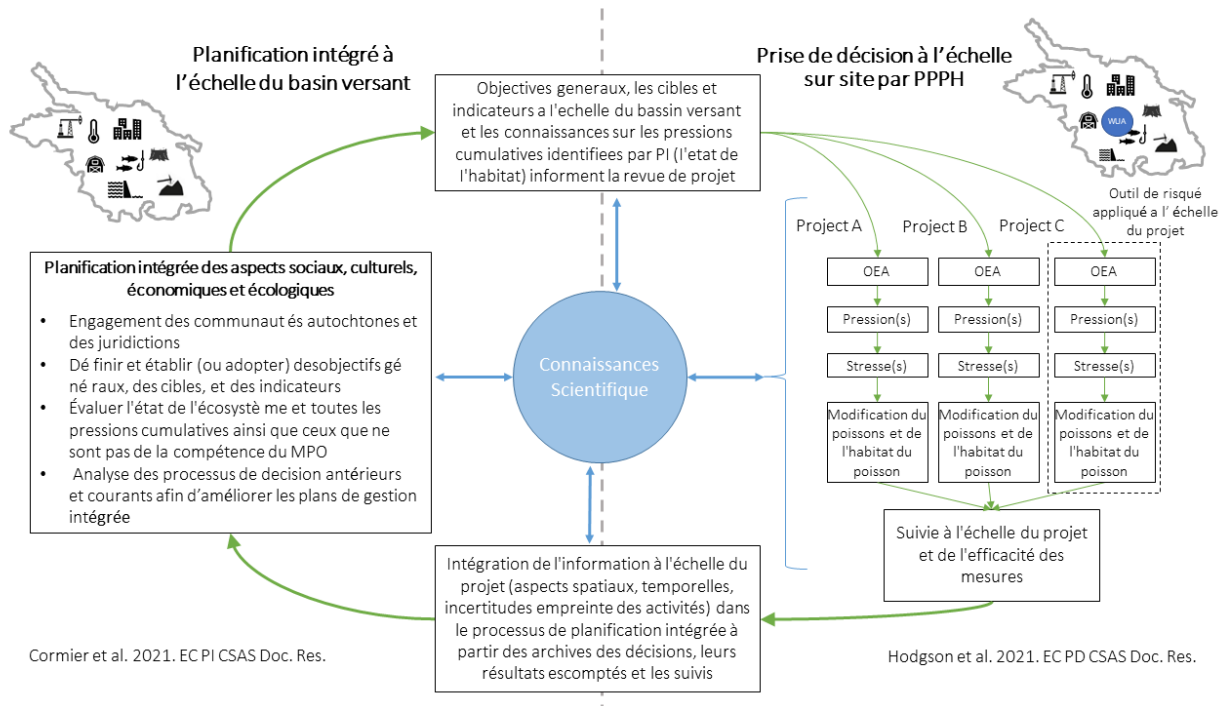 Planification intégré à
l’échelle du basin versant
Prise de décision à l’échelle
sur site par PPPH
Objectives generaux, les cibles et
indicateurs a l'echelle du bassin versant
et les connaissances sur les pressions
cumulatives identifiees par PI (l'etat de
l'habitat) informent la revue de projet
WUA
Outil de risqué
appliqué a l’ échelle
du projet
Project A
Project B
Project C
OEA
OEA
OEA
Pression(s)
Pression(s)
Pression(s)
Stresse(s)
Stresse(s)
Stresse(s)
Modification du
poissons et de
l'habitat du
poisson
Modification du
poissons et de
l'habitat du
poisson
Modification du
poissons et de
l'habitat du
poisson
Planification intégrée des aspects sociaux, culturels,
économiques et écologiques
• Engagement des communaut és autochtones et
des juridictions
• Dé finir et établir (ou adopter) desobjectifs gé
né raux, des cibles, et des indicateurs
• Évaluer l'état de l'écosystè me et toutes les
pressions cumulatives ainsi que ceux que ne
sont pas de la compétence du MPO
• Analyse des processus de decision antérieurs
et courants afin d’améliorer les plans de gestion
intégrée
Connaissances
Scientifique
Suivie à l'échelle du projet
et de l'efficacité des
mesures
Intégration de l'information à l'échelle du
projet (aspects spatiaux, temporelles,
incertitudes empreinte des activités) dans
le processus de planification intégrée à
partir des archives des décisions, leurs
résultats escomptés et les suivis
Cormier et al. 2021. EC PI CSAS Doc. Res.
Hodgson et al. 2021. EC PD CSAS Doc. Res.